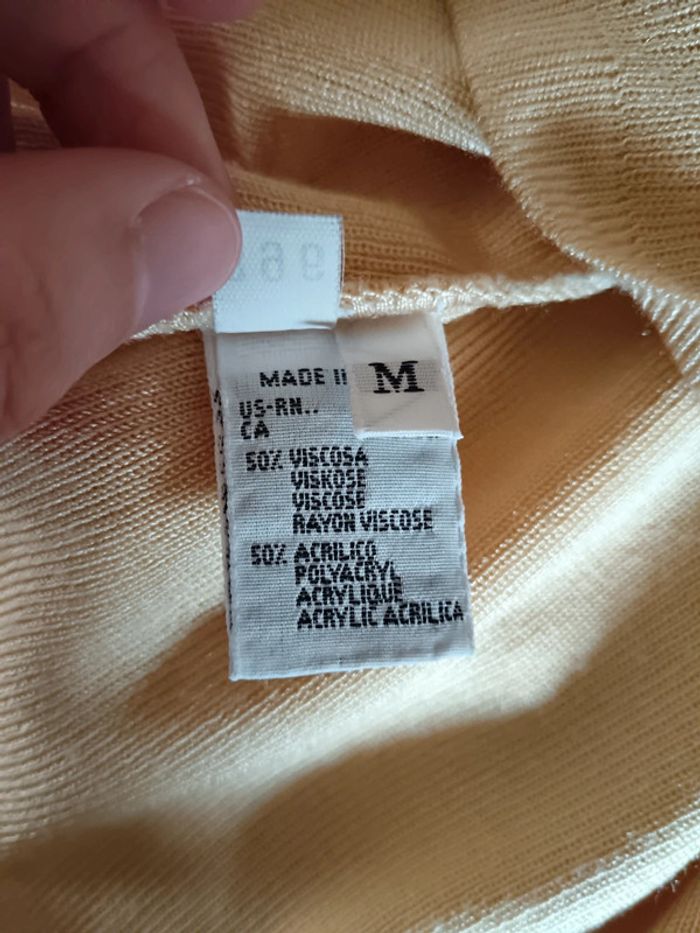 M
MADE I
US-RN..
CA
50% VISCOSA
VISKOSE
VISCOSE
RAYON VISCOSE
50% ACRILICO
POLYACRYL
ACRYLIQUE
ACRYLIC ACRILICA